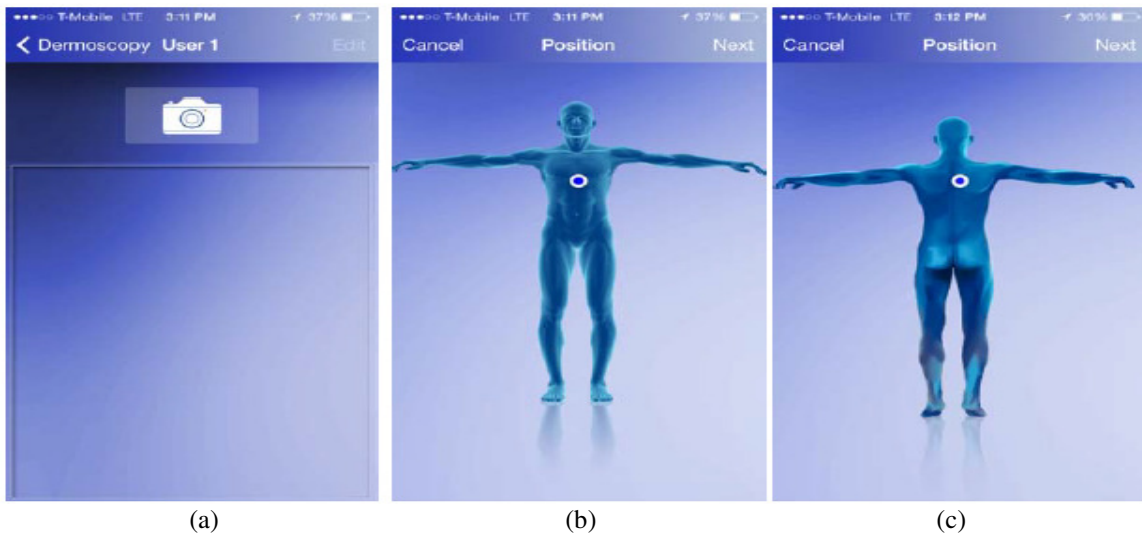 T-Mobile LTE 3:11 PM 37%
Dermoscopy User 1 Edit
T-Mobile LTE 3:11 PM 37%
Cancel Position Next
T-Mobile LTE 3:12 PM 36%
Cancel Position Next
(a)
(b)
(c)